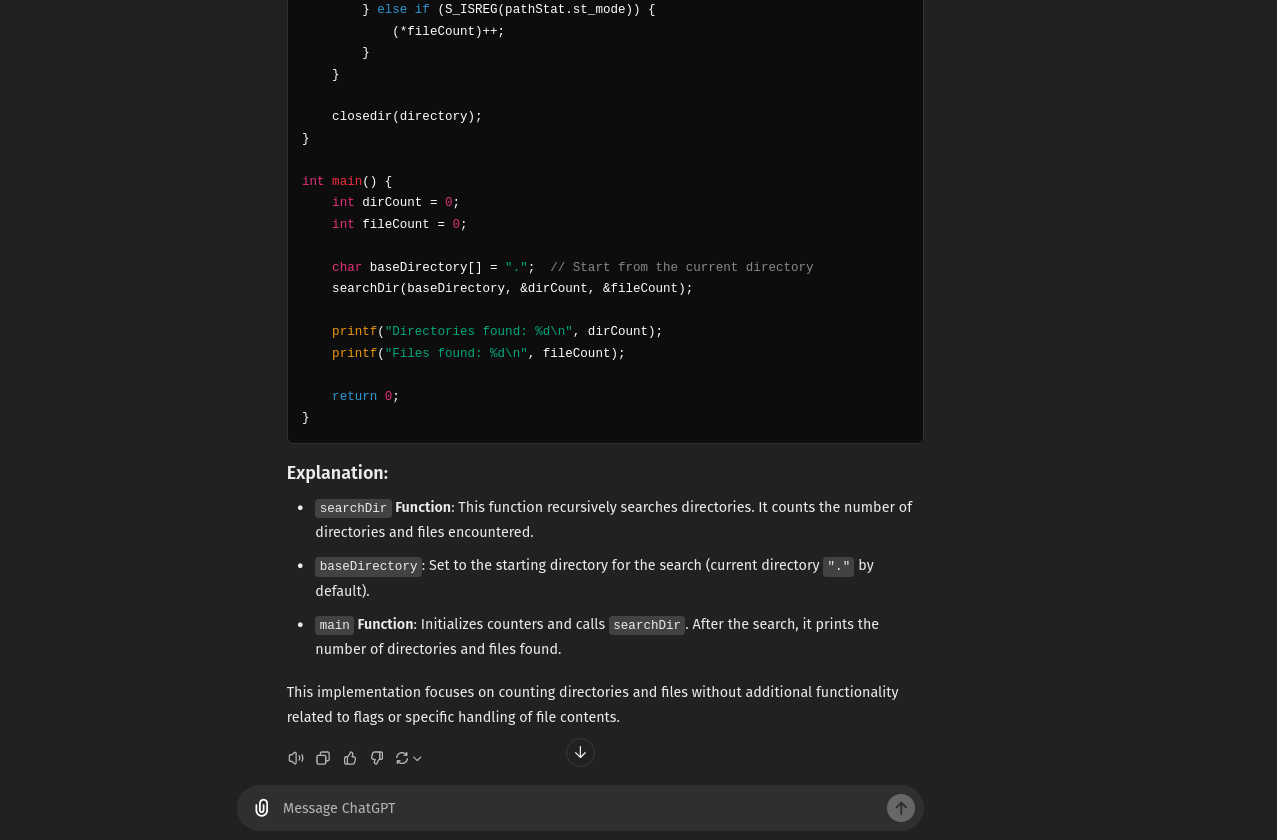 } else if (S_ISREG(pathStat.st_mode)) {
            (*fileCount)++;
        }
    }
    closedir(directory);
}
int main() {
    int dirCount = 0;
    int fileCount = 0;
    char baseDirectory[] = ".";  // Start from the current directory
    searchDir(baseDirectory, &dirCount, &fileCount);
    printf("Directories found: %d\n", dirCount);
    printf("Files found: %d\n", fileCount);
    return 0;
}
Explanation:
• searchDir Function: This function recursively searches directories. It counts the number of
directories and files encountered.
• baseDirectory: Set to the starting directory for the search (current directory "." by
default).
• main Function: Initializes counters and calls searchDir. After the search, it prints the
number of directories and files found.
This implementation focuses on counting directories and files without additional functionality
related to flags or specific handling of file contents.
Message ChatGPT